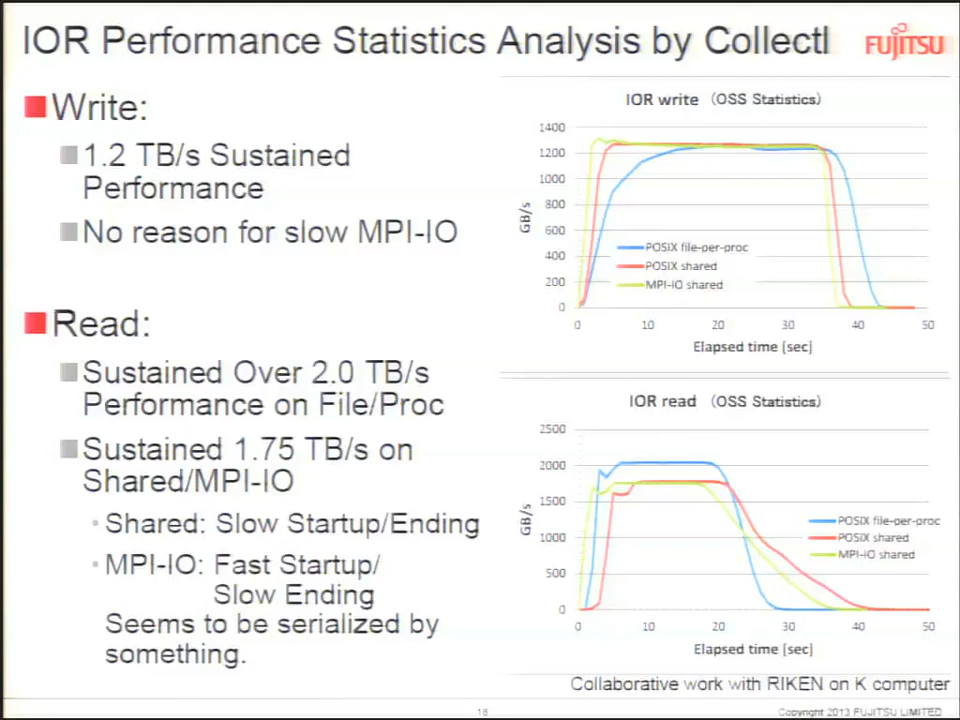 IOR Performance Statistics Analysis by Collectl
FUJITSU
Write:
1.2 TB/s Sustained
Performance
No reason for slow MPI-IO
Read:
Sustained Over 2.0 TB/s
Performance on File/Proc
Sustained 1.75 TB/s on
Shared/MPI-IO
Shared: Slow Startup/Ending
MPI-IO: Fast Startup/
Slow Ending
Seems to be serialized by
something.
IOR write (OSS Statistics)
1400
1200
1000
800
600
400
200
0
GB/s
POSIX file-per-proc
POSIX shared
MPI-IO shared
0 10 20 30 40 50
Elapsed time [sec]
IOR read (OSS Statistics)
2500
2000
1500
1000
500
0
GB/s
POSIX file-per-proc
POSIX shared
MPI-IO shared
0 10 20 30 40 50
Elapsed time [sec]
Collaborative work with RIKEN on K computer
Copyright 2013 FUJITSU LIMITED